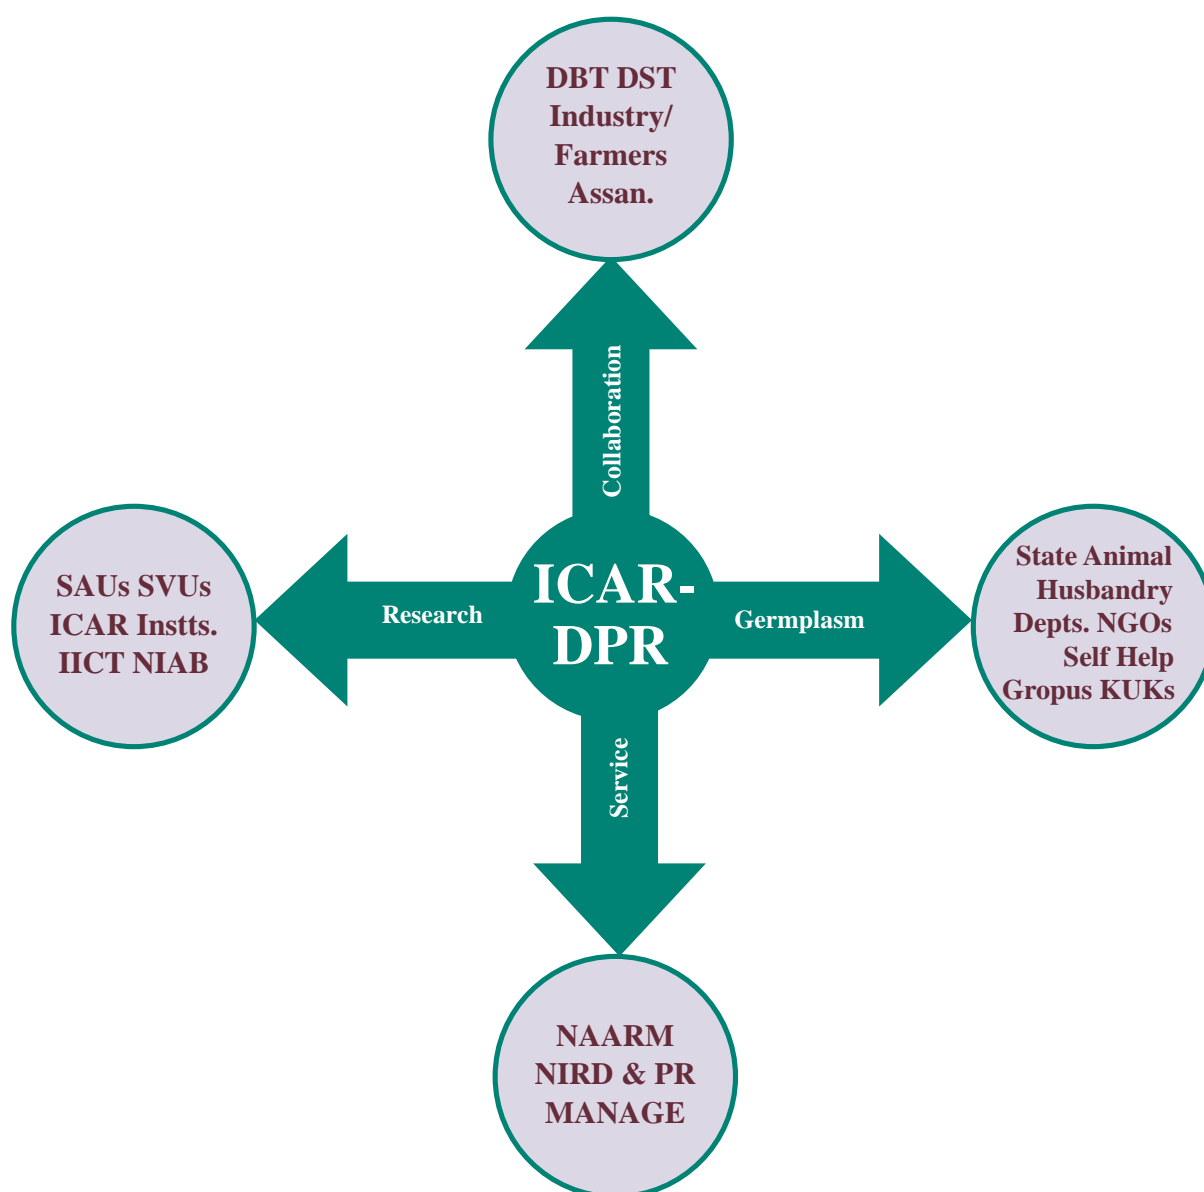 DBT DST
Industry/
Farmers
Assan.
Collaboration
SAUs SVUs
ICAR Instts.
IICT NIAB
Research
ICAR-
DPR
Germplasm
State Animal
Husbandry
Depts. NGOs
Self Help
Gropus KUKs
Service
NAARM
NIRD & PR
MANAGE